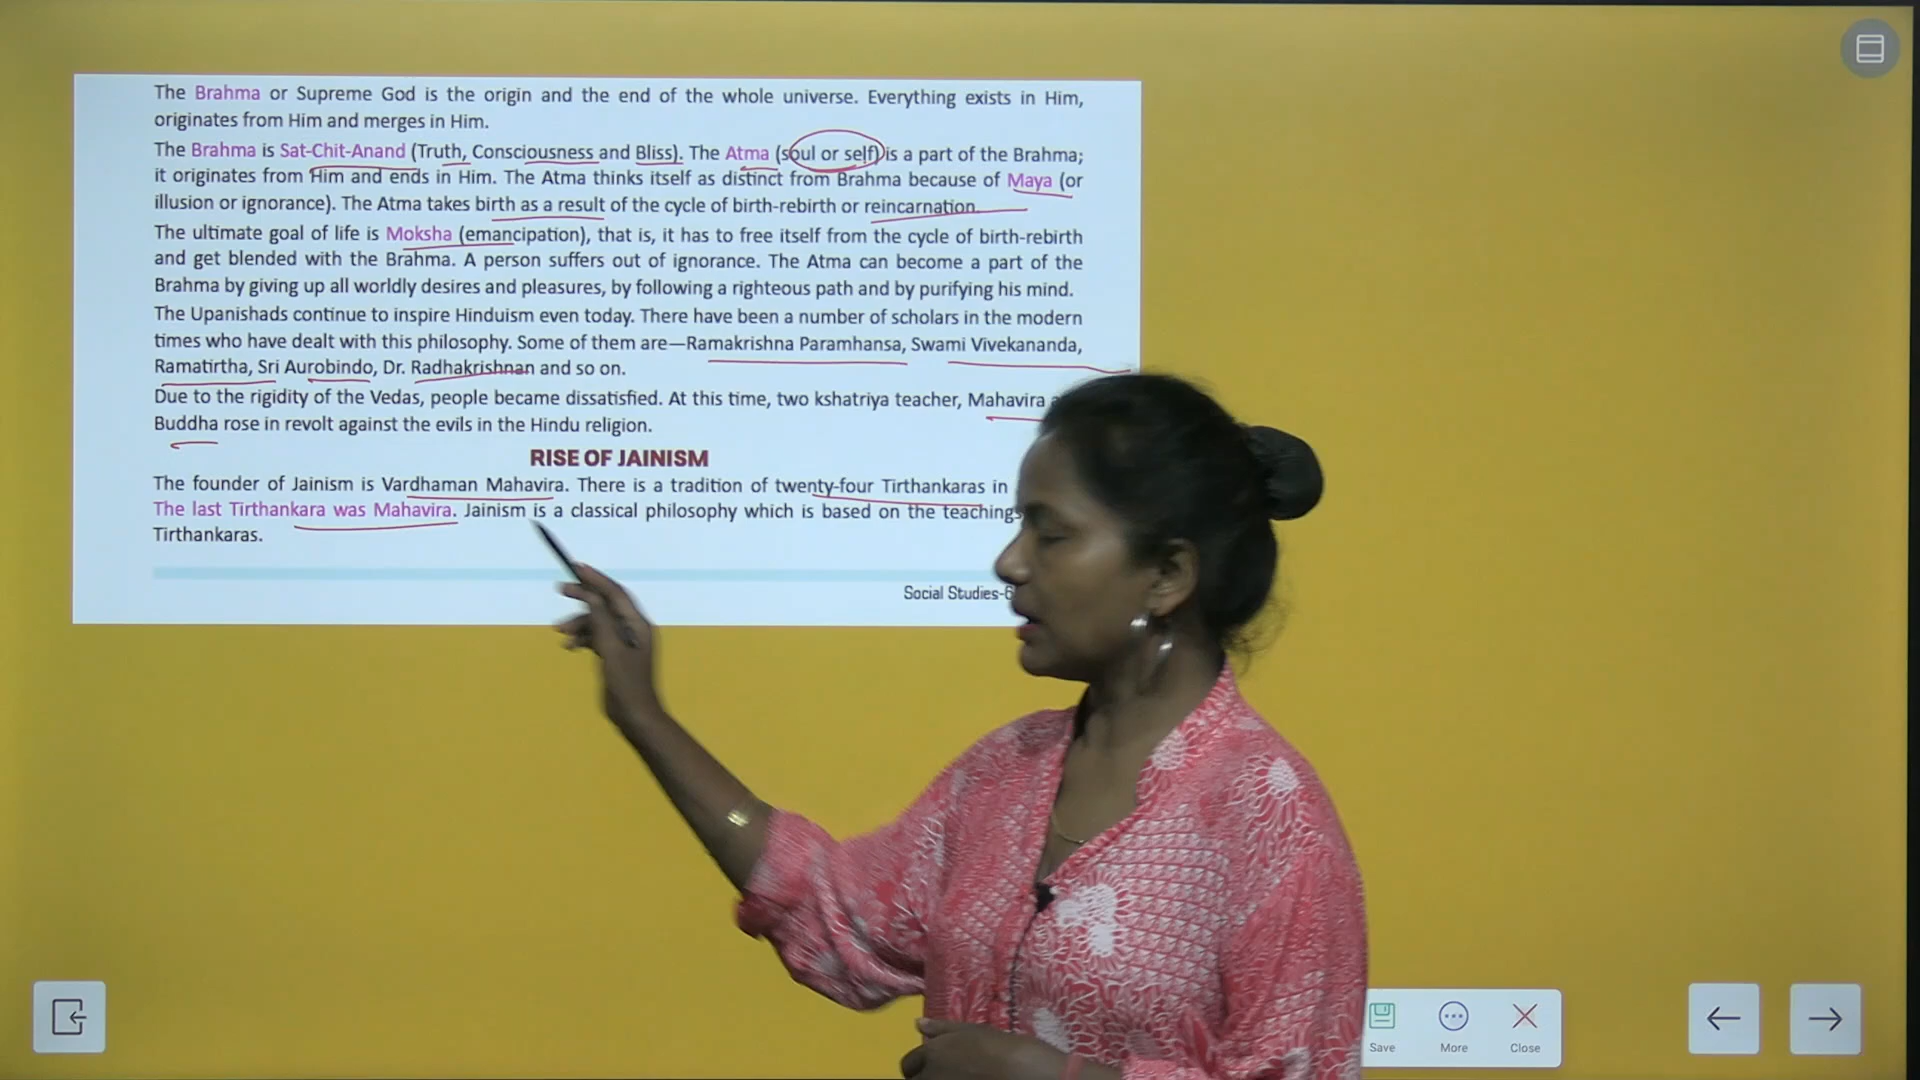 The Brahma or Supreme God is the origin and the end of the whole universe. Everything exists in Him,
originates from Him and merges in Him.
The Brahma is Sat-Chit-Anand (Truth, Consciousness and Bliss). The Atma (soul or self) is a part of the Brahma;
it originates from Him and ends in Him. The Atma thinks itself as distinct from Brahma because of Maya (or
illusion or ignorance). The Atma takes birth as a result of the cycle of birth-rebirth or reincarnation.
The ultimate goal of life is Moksha (emancipation), that is, it has to free itself from the cycle of birth-rebirth
and get blended with the Brahma. A person suffers out of ignorance. The Atma can become a part of the
Brahma by giving up all worldly desires and pleasures, by following a righteous path and by purifying his mind.
The Upanishads continue to inspire Hinduism even today. There have been a number of scholars in the modern
times who have dealt with this philosophy. Some of them are—Ramakrishna Paramhansa, Swami Vivekananda,
Ramatirtha, Sri Aurobindo, Dr. Radhakrishnan and so on.
Due to the rigidity of the Vedas, people became dissatisfied. At this time, two kshatriya teacher, Mahavira
Buddha rose in revolt against the evils in the Hindu religion.
RISE OF JAINISM
The founder of Jainism is Vardhaman Mahavira. There is a tradition of twenty-four Tirthankaras in
The last Tirthankara was Mahavira. Jainism is a classical philosophy which is based on the teachings
Tirthankaras.
Social Studies-6
Save More Close